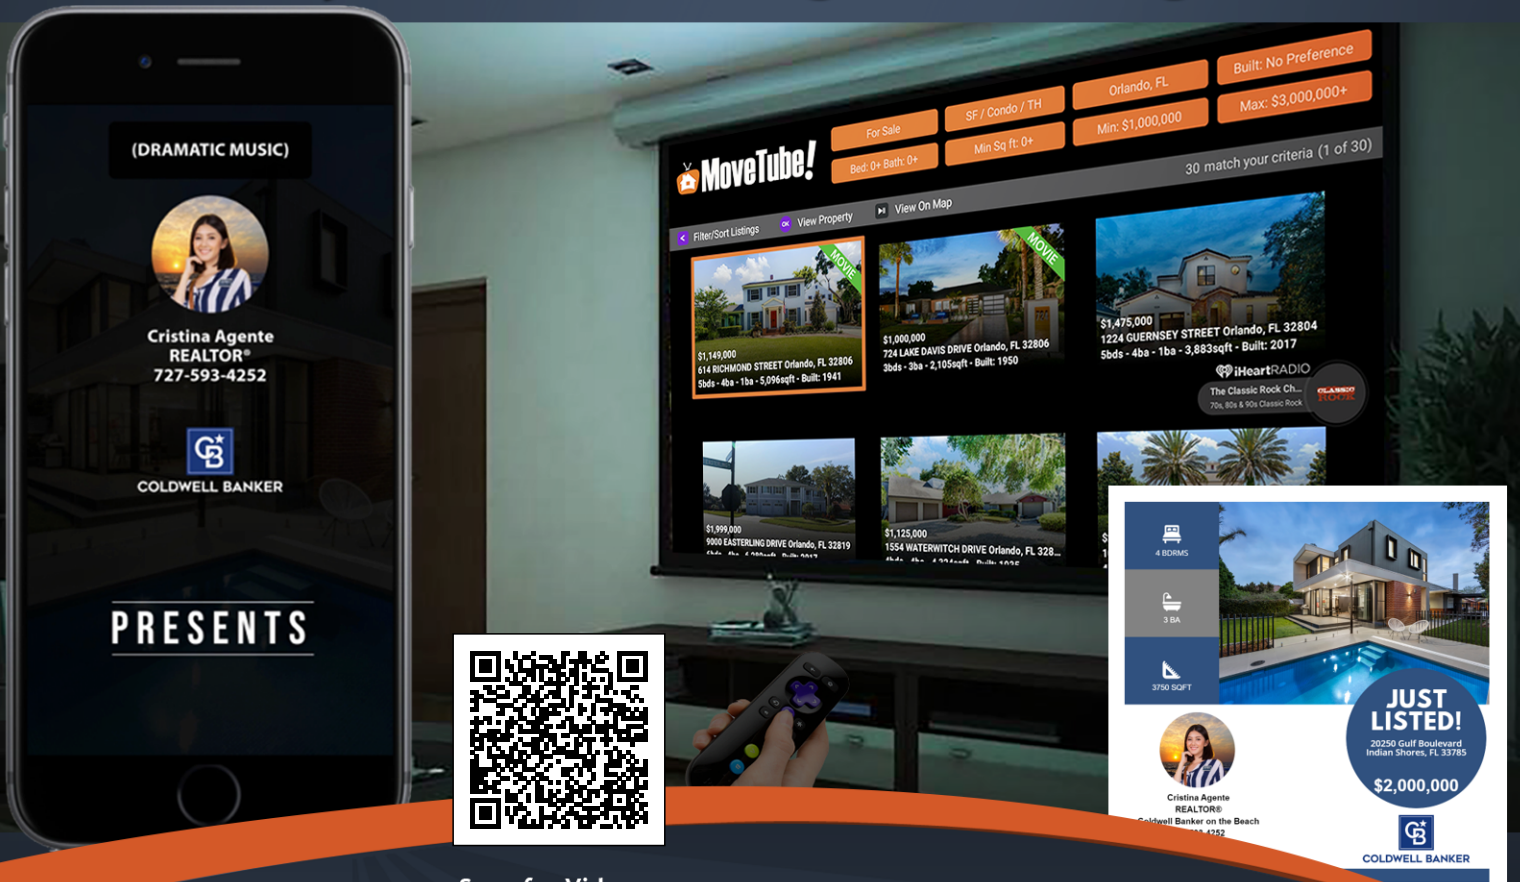 (DRAMATIC MUSIC)
Cristina Agente
REALTOR®
727-593-4252
CB
COLDWELL BANKER
PRESENTS
MoveTube!
For Sale
SF / Condo / TH
Orlando, FL
Built: No Preference
Bed: 0+ Bath: 0+
Min Sq ft: 0+
Min: $1,000,000
Max: $3,000,000+
Filter/Sort Listings
OK
View Property
View On Map
30 match your criteria (1 of 30)
MOVIE
$1,149,000
614 RICHMOND STREET Orlando, FL 32806
5bds - 4ba - 1ba - 5,096sqft - Built: 1941
MOVIE
$1,000,000
724 LAKE DAVIS DRIVE Orlando, FL 32806
3bds - 3ba - 2,105sqft - Built: 1950
$1,475,000
1224 GUERNSEY STREET Orlando, FL 32804
5bds - 4ba - 1ba - 3,883sqft - Built: 2017
iHeartRADIO
The Classic Rock Ch...
70s, 80s & 90s Classic Rock
CLASSIC
ROCK
$1,999,000
9000 EASTERLING DRIVE Orlando, FL 32819
$1,125,000
1554 WATERWITCH DRIVE Orlando, FL 328...
4 BDRMS
3 BA
3750 SQFT
JUST
LISTED!
20250 Gulf Boulevard
Indian Shores, FL 33785
$2,000,000
Cristina Agente
REALTOR®
Coldwell Banker on the Beach
4252
CB
COLDWELL BANKER